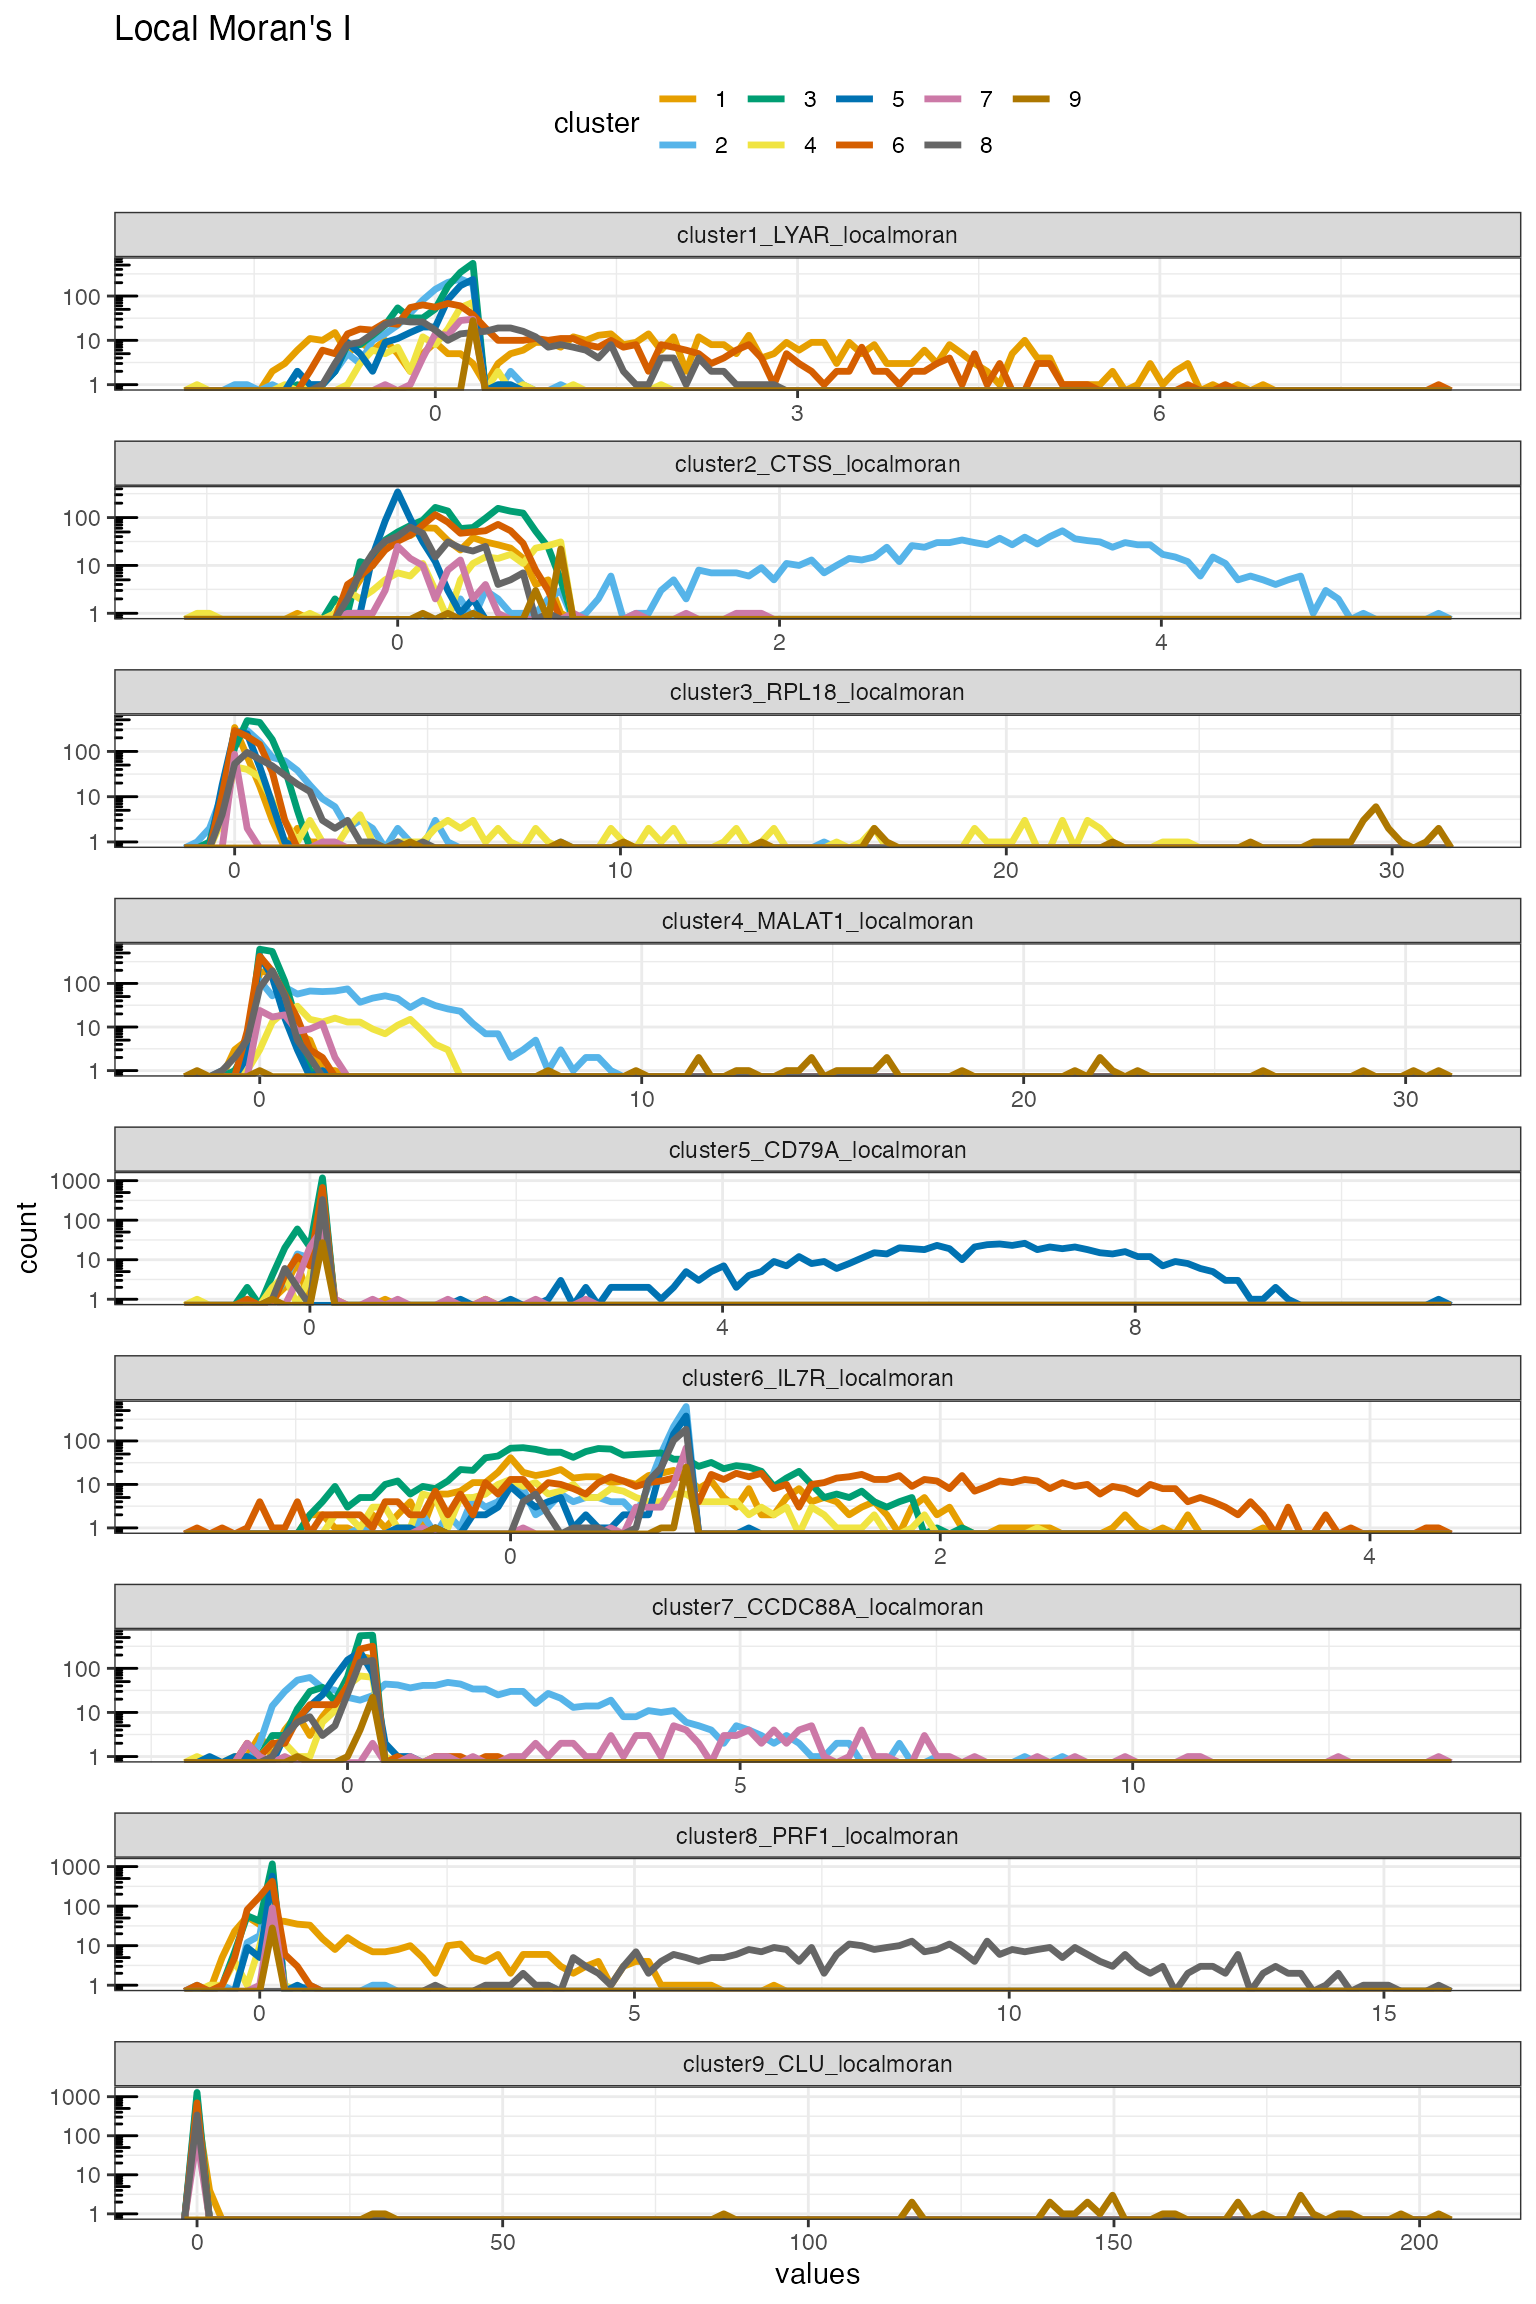 Local Moran's I
cluster
1 3 5 7 9
2 4 6 8
cluster1_LYAR_localmoran
100
10
1
0 3 6
cluster2_CTSS_localmoran
100
10
1
0 2 4
cluster3_RPL18_localmoran
100
10
1
0 10 20 30
cluster4_MALAT1_localmoran
100
10
1
0 10 20 30
cluster5_CD79A_localmoran
1000
100
10
1
0 4 8
count
cluster6_IL7R_localmoran
100
10
1
0 2 4
cluster7_CCDC88A_localmoran
100
10
1
0 5 10
cluster8_PRF1_localmoran
1000
100
10
1
0 5 10 15
cluster9_CLU_localmoran
1000
100
10
1
0 50 100 150 200
values